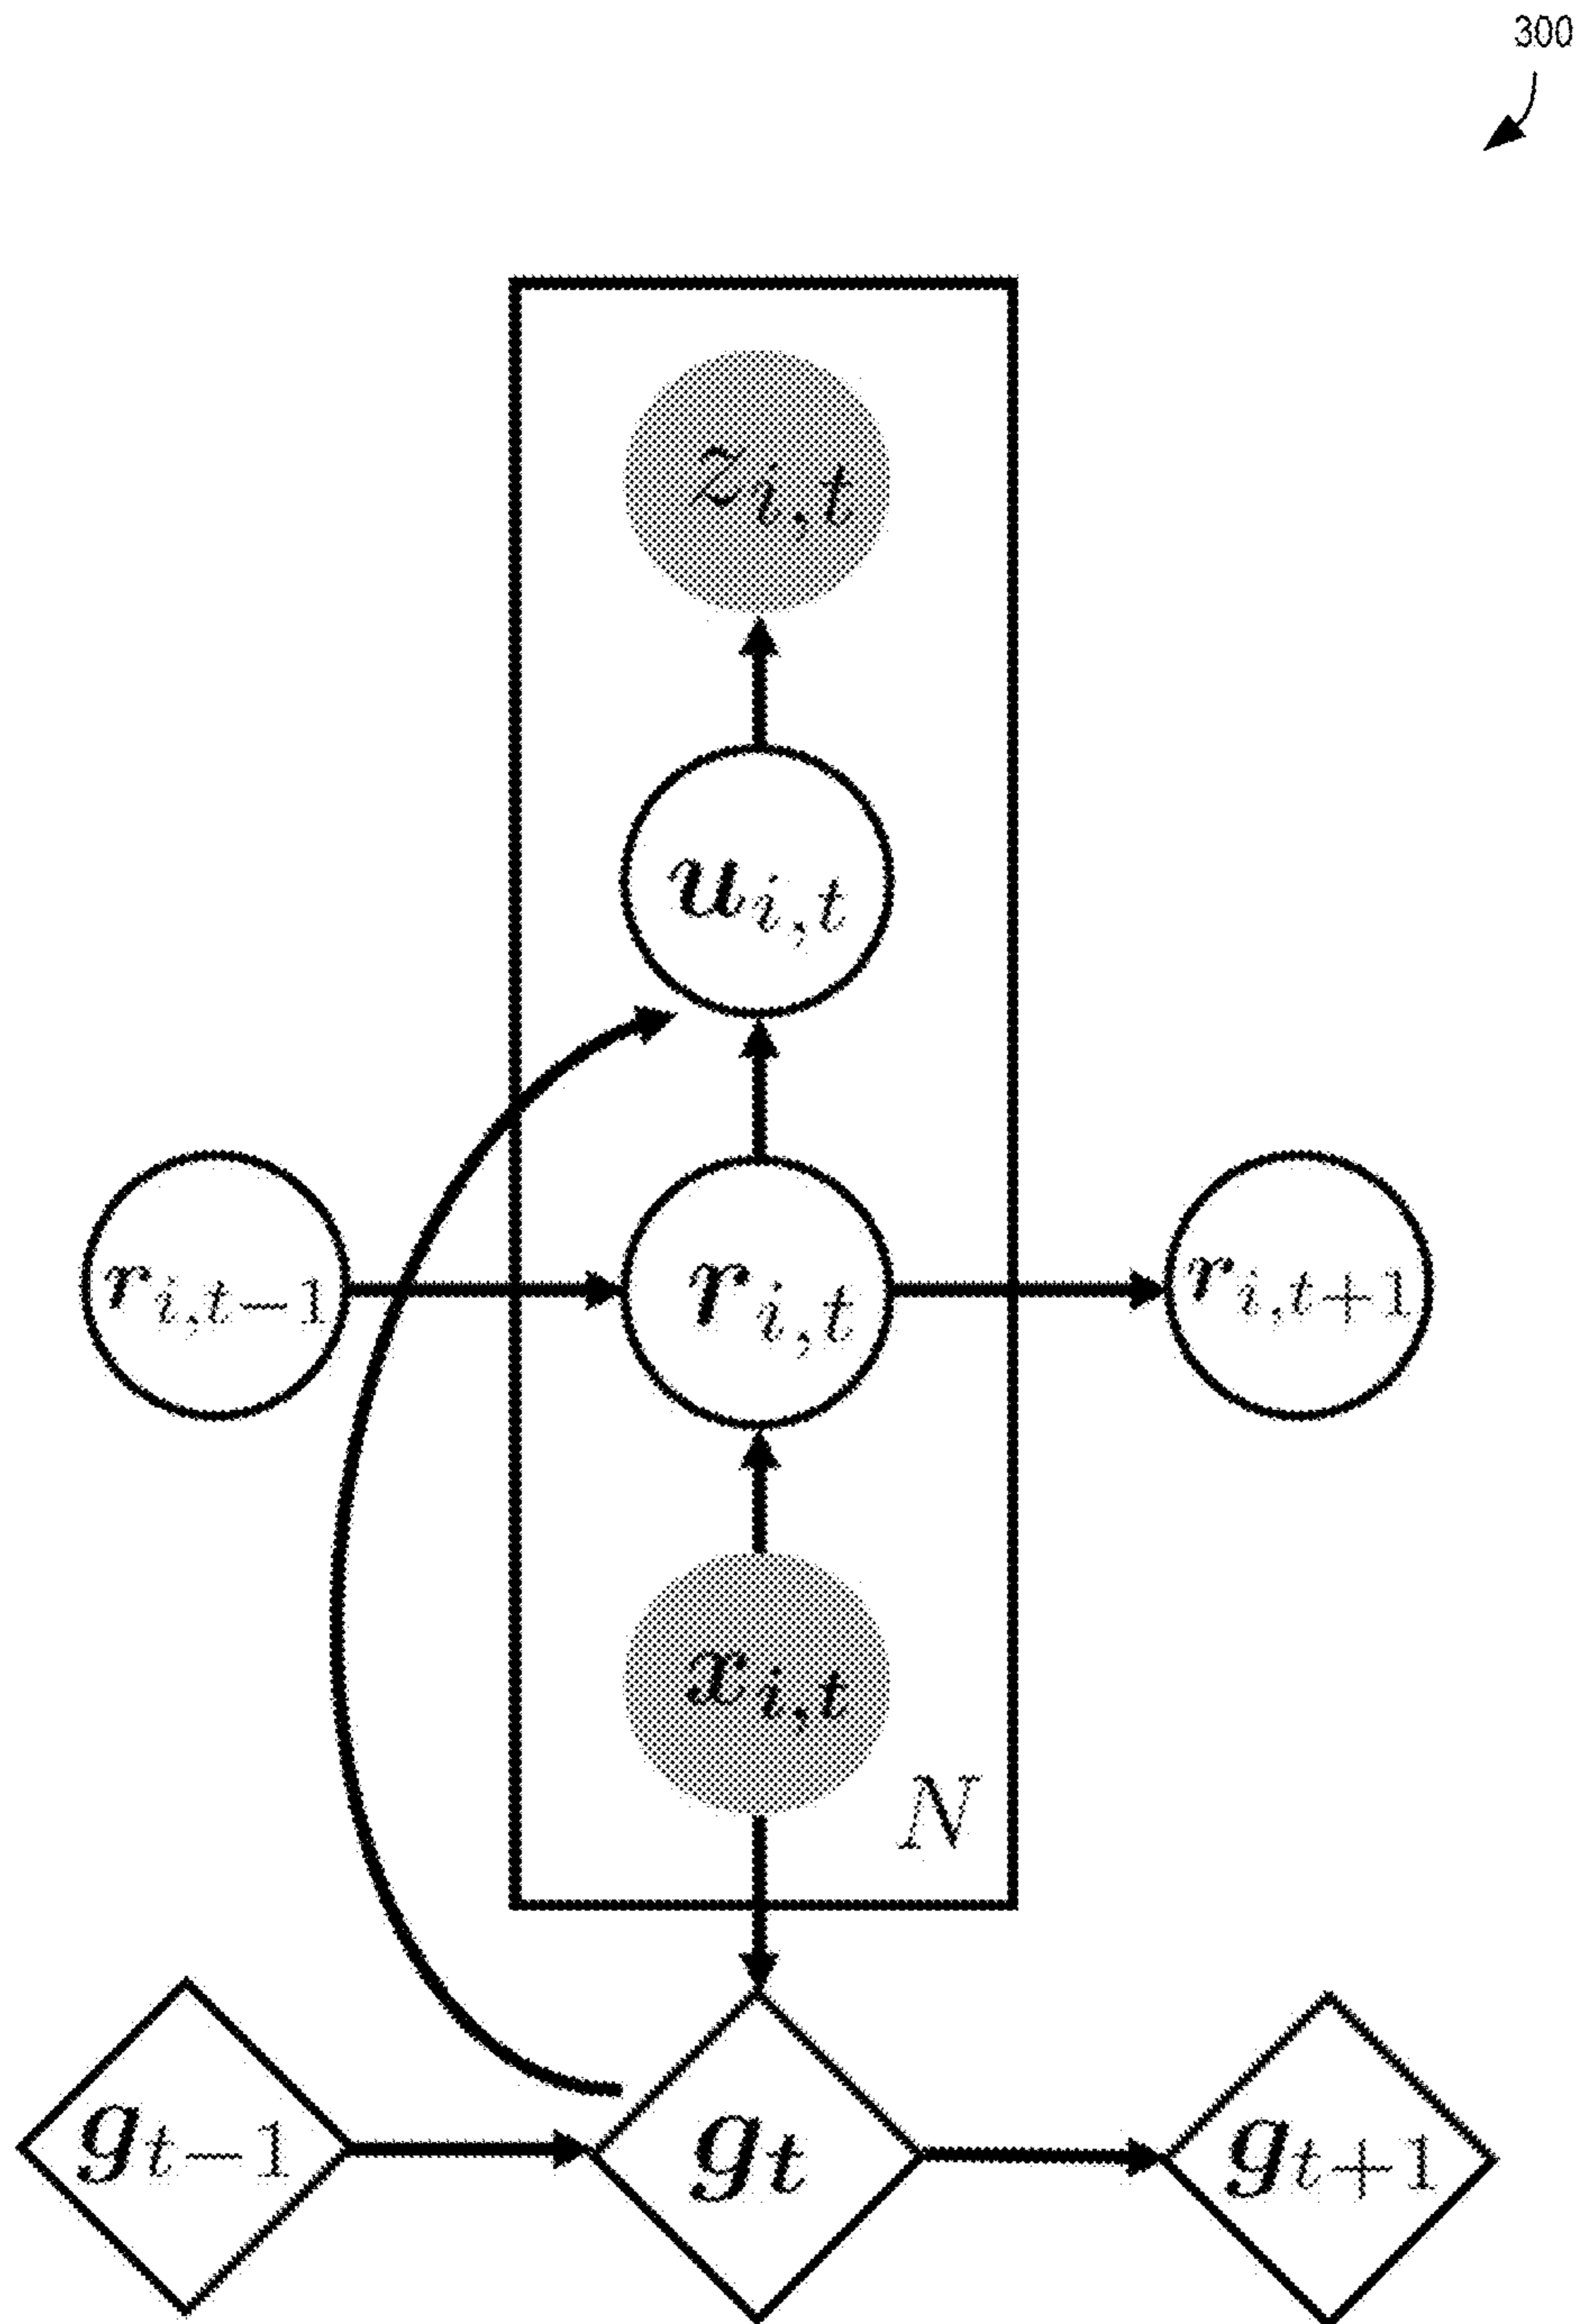 300
z_{i,t}
u_{i,t}
r_{i,t-1} r_{i,t} r_{i,t+1}
x_{i,t}
N
g_{t-1} g_t g_{t+1}